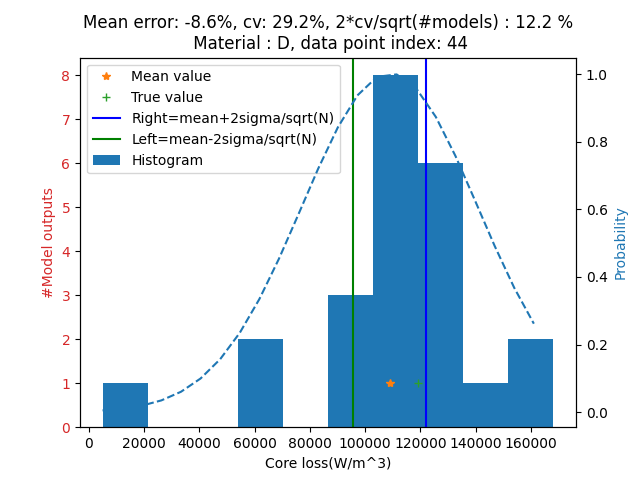 Mean error: -8.6%, cv: 29.2%, 2*cv/sqrt(#models) : 12.2 %
Material : D, data point index: 44
Mean value
True value
Right=mean+2sigma/sqrt(N)
Left=mean-2sigma/sqrt(N)
Histogram
#Model outputs
8
7
6
5
4
3
2
1
0
1.0
0.8
0.6
0.4
0.2
0.0
Probability
0 20000 40000 60000 80000 100000 120000 140000 160000
Core loss(W/m^3)